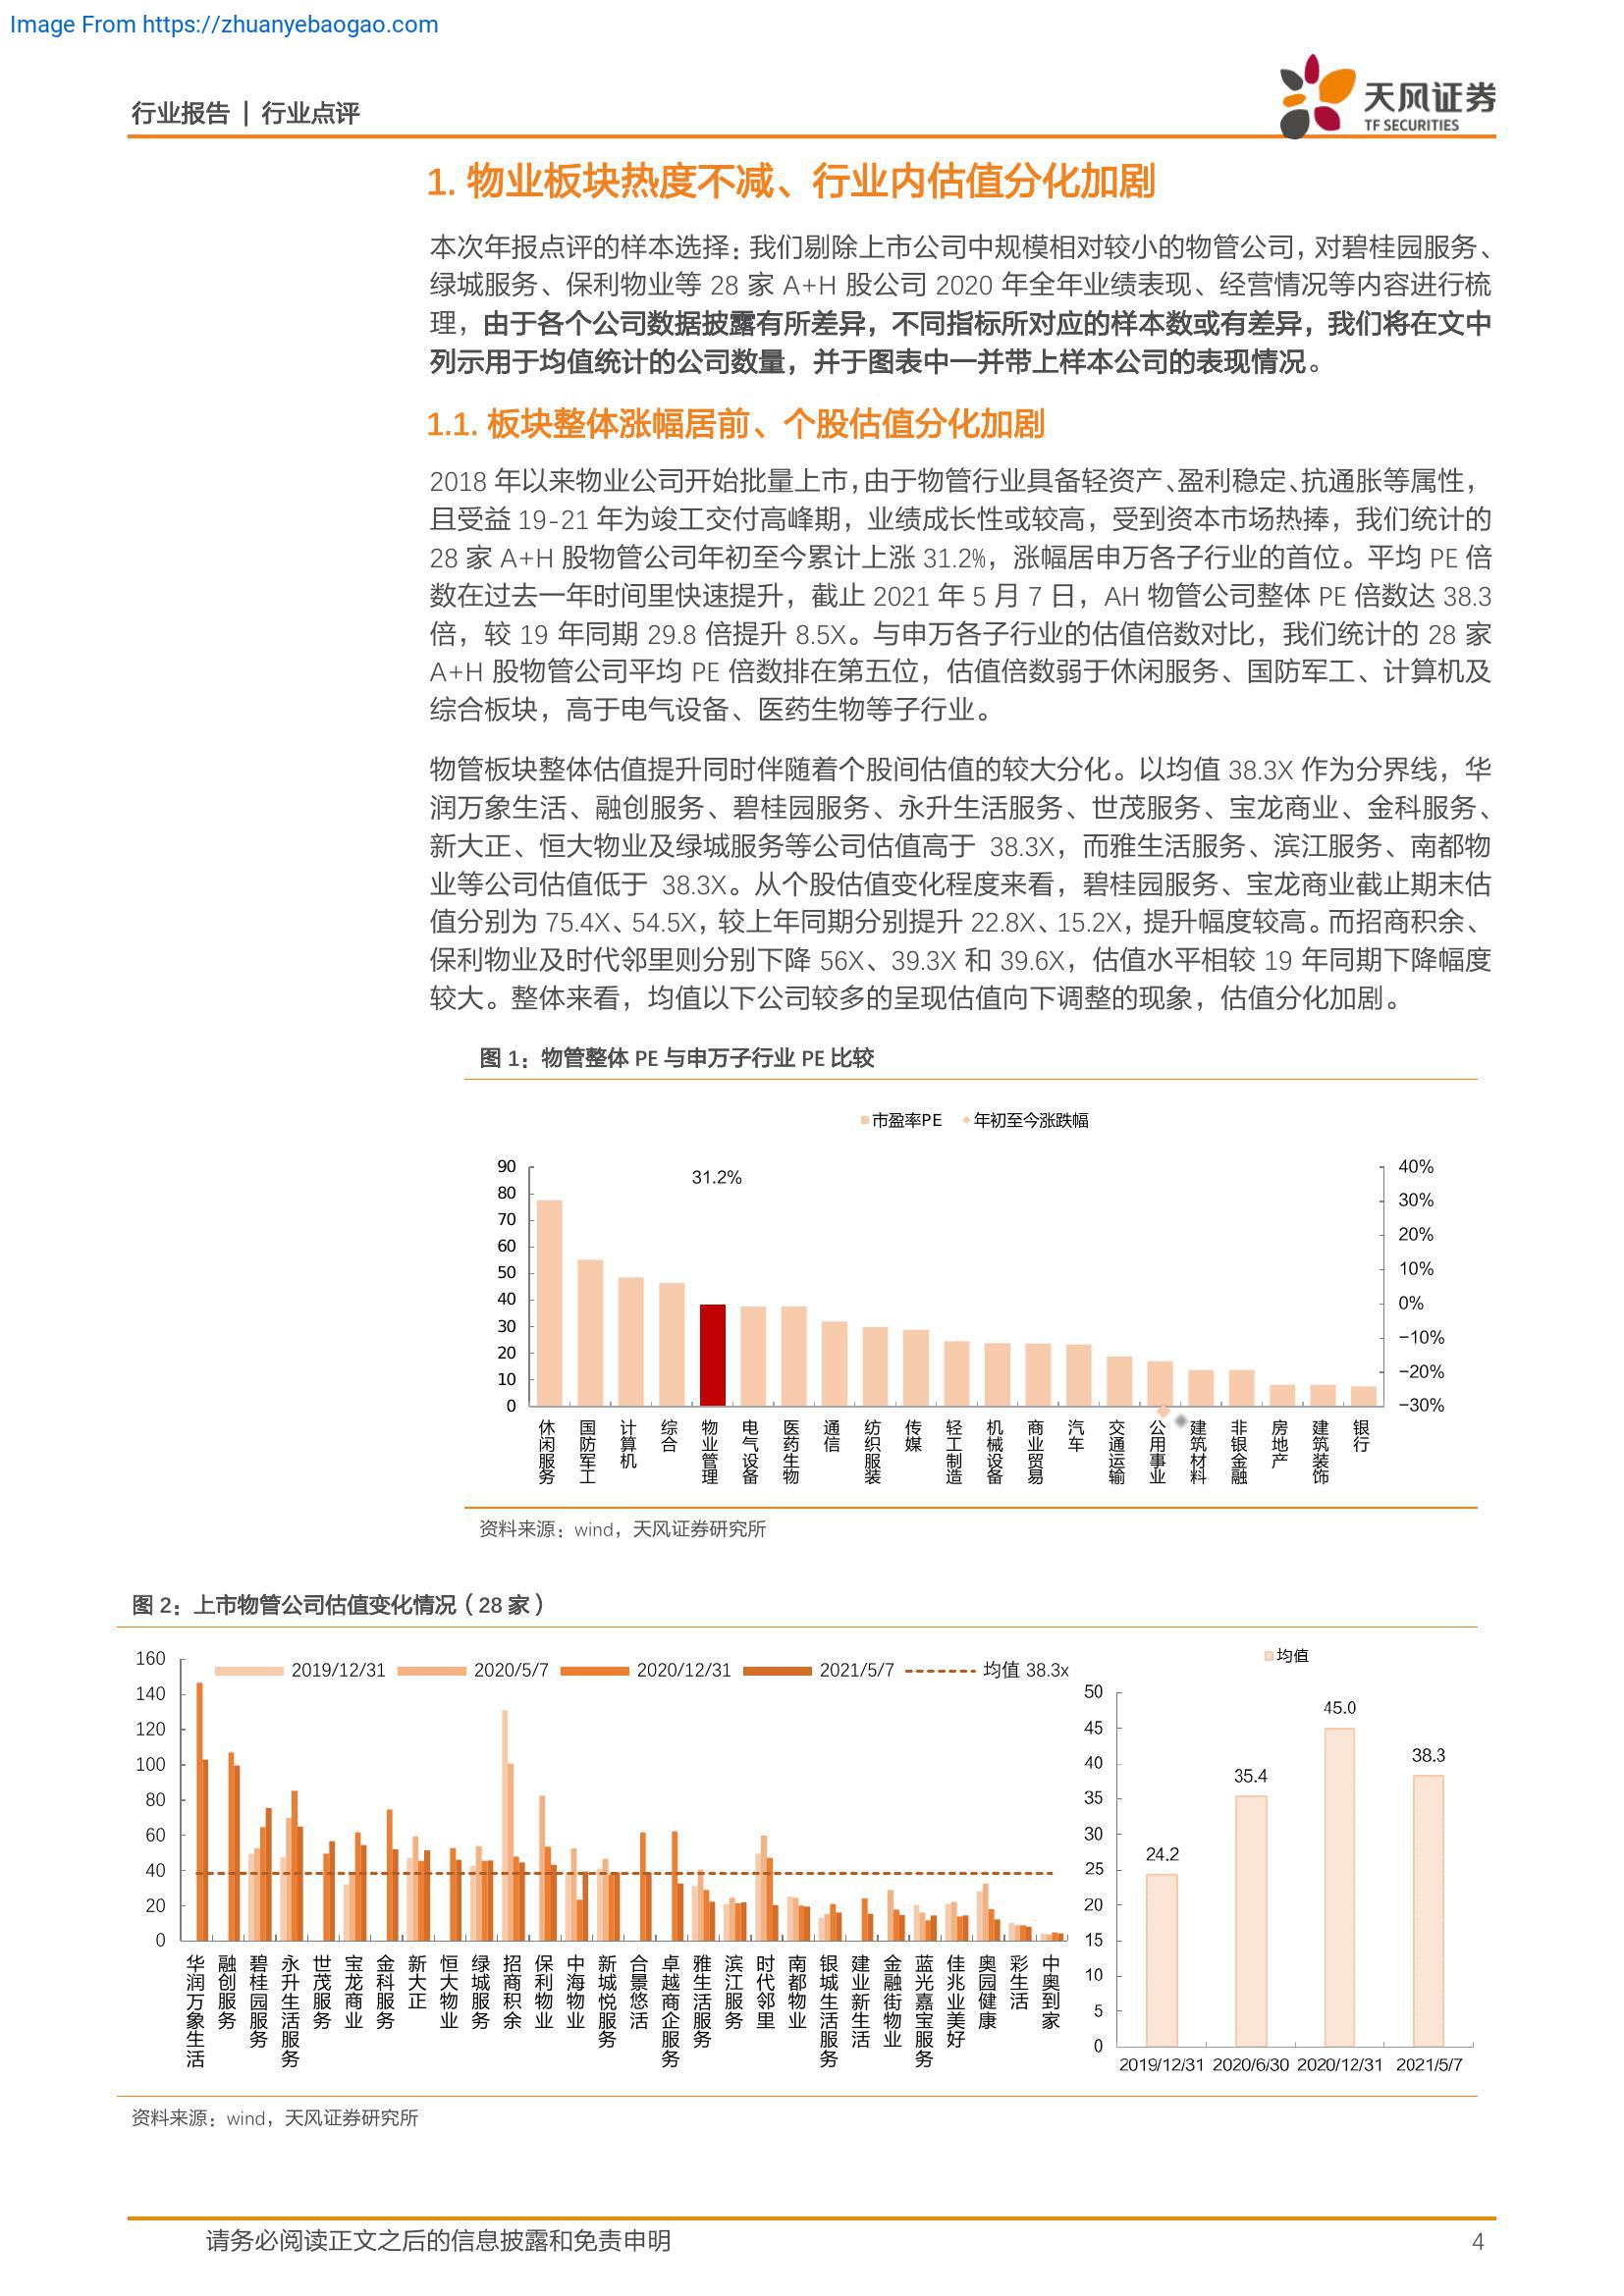 Image From https://zhuanyebaogao.com
行业报告 | 行业点评
天风证券
TF SECURITIES
1. 物业板块热度不减、行业内估值分化加剧
本次年报点评的样本选择：我们剔除上市公司中规模相对较小的物管公司，对碧桂园服务、
绿城服务、保利物业等 28 家 A+H 股公司 2020 年全年业绩表现、经营情况等内容进行梳
理，由于各个公司数据披露有所差异，不同指标所对应的样本数或有差异，我们将在文中
列示用于均值统计的公司数量，并于图表中一并带上样本公司的表现情况。
1.1. 板块整体涨幅居前、个股估值分化加剧
2018 年以来物业公司开始批量上市，由于物管行业具备轻资产、盈利稳定、抗通胀等属性，
且受益 19-21 年为竣工交付高峰期，业绩成长性或较高，受到资本市场热捧，我们统计的
28 家 A+H 股物管公司年初至今累计上涨 31.2%，涨幅居申万各子行业的首位。平均 PE 倍
数在过去一年时间里快速提升，截止 2021 年 5 月 7 日，AH 物管公司整体 PE 倍数达 38.3
倍，较 19 年同期 29.8 倍提升 8.5X。与申万各子行业的估值倍数对比，我们统计的 28 家
A+H 股物管公司平均 PE 倍数排在第五位，估值倍数弱于休闲服务、国防军工、计算机及
综合板块，高于电气设备、医药生物等子行业。
物管板块整体估值提升同时伴随着个股间估值的较大分化。以均值 38.3X 作为分界线，华
润万象生活、融创服务、碧桂园服务、永升生活服务、世茂服务、宝龙商业、金科服务、
新大正、恒大物业及绿城服务等公司估值高于 38.3X，而雅生活服务、滨江服务、南都物
业等公司估值低于 38.3X。从个股估值变化程度来看，碧桂园服务、宝龙商业截止期末估
值分别为 75.4X、54.5X，较上年同期分别提升 22.8X、15.2X，提升幅度较高。而招商积余、
保利物业及时代邻里则分别下降 56X、39.3X 和 39.6X，估值水平相较 19 年同期下降幅度
较大。整体来看，均值以下公司较多的呈现估值向下调整的现象，估值分化加剧。
图 1：物管整体 PE 与申万子行业 PE 比较
市盈率PE 年初至今涨跌幅
31.2%
90
80
70
60
50
40
30
20
10
0
40%
30%
20%
10%
0%
-10%
-20%
-30%
休闲服务
国防军工
计算机
综合
物业管理
电气设备
医药生物
通信
纺织服装
传媒
轻工制造
机械设备
商业贸易
汽车
交通运输
公用事业
建筑材料
非银金融
房地产
建筑装饰
银行
资料来源：wind，天风证券研究所
图 2：上市物管公司估值变化情况（28 家）
2019/12/31 2020/5/7 2020/12/31 2021/5/7 均值 38.3x
160
140
120
100
80
60
40
20
0
华润万象生活
融创服务
碧桂园服务
永升生活服务
世茂服务
宝龙商业
金科服务
新大正
恒大物业
绿城服务
招商积余
保利物业
中海物业
新城悦服务
合景悠活
卓越商企服务
雅生活服务
滨江服务
时代邻里
南都物业
银城生活服务
建业新生活
金融街物业
蓝光嘉宝服务
佳兆业美好
奥园健康
彩生活
中奥到家
均值
50
45
40
35
30
25
20
15
10
5
0
24.2
35.4
45.0
38.3
2019/12/31 2020/6/30 2020/12/31 2021/5/7
资料来源：wind，天风证券研究所
请务必阅读正文之后的信息披露和免责申明
4